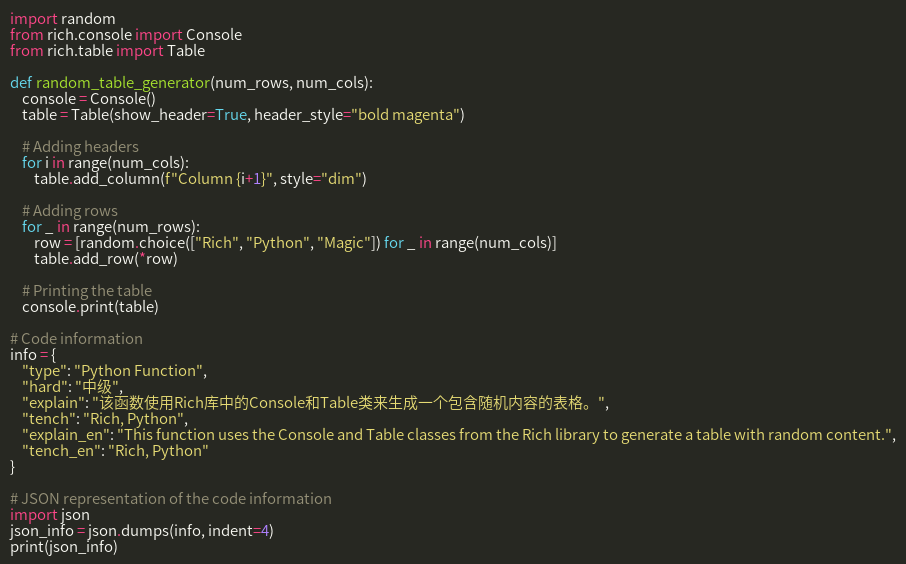 import random
from rich.console import Console
from rich.table import Table

def random_table_generator(num_rows, num_cols):
    console = Console()
    table = Table(show_header=True, header_style="bold magenta")

    # Adding headers
    for i in range(num_cols):
        table.add_column(f"Column {i+1}", style="dim")

    # Adding rows
    for _ in range(num_rows):
        row = [random.choice(["Rich", "Python", "Magic"]) for _ in range(num_cols)]
        table.add_row(*row)

    # Printing the table
    console.print(table)

# Code information
info = {
    "type": "Python Function",
    "hard": "中级",
    "explain": "该函数使用Rich库中的Console和Table类来生成一个包含随机内容的表格。",
    "tench": "Rich, Python",
    "explain_en": "This function uses the Console and Table classes from the Rich library to generate a table with random content.",
    "tench_en": "Rich, Python"
}

# JSON representation of the code information
import json
json_info = json.dumps(info, indent=4)
print(json_info)